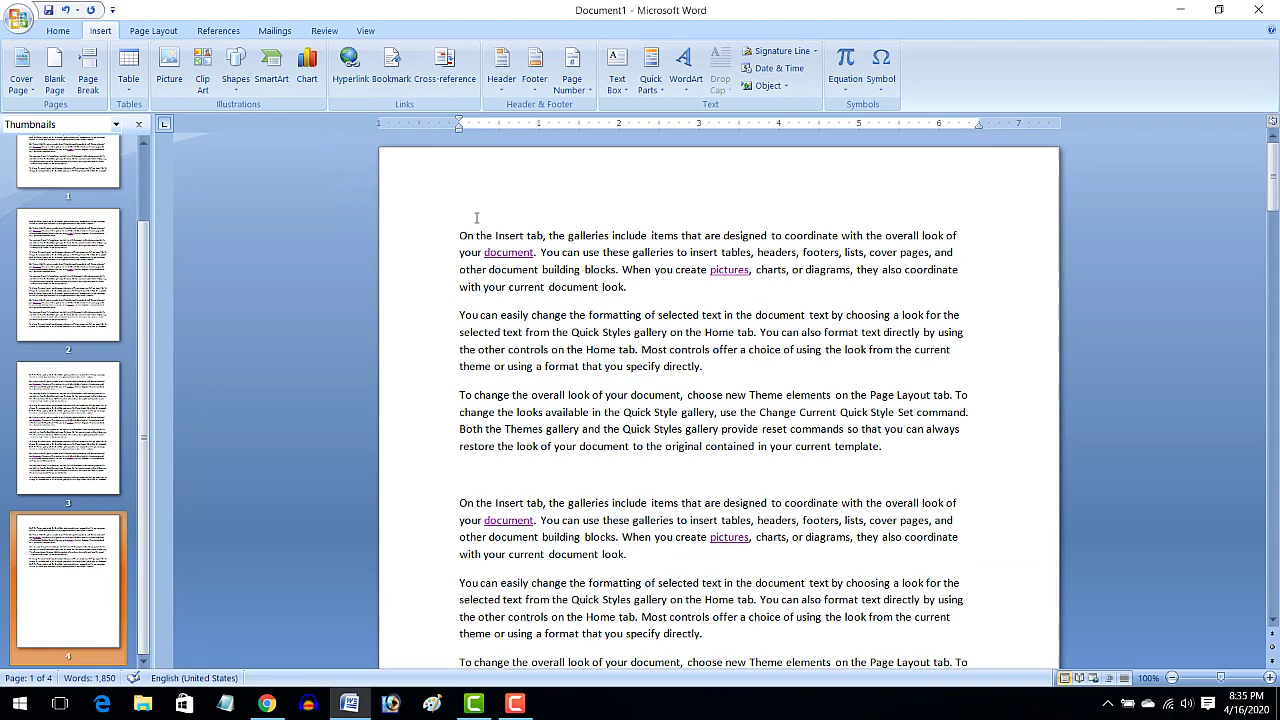 Document1 - Microsoft Word
Home Insert Page Layout References Mailings Review View
Cover Page Blank Page Page Break Table Picture Clip Art Shapes SmartArt Chart Hyperlink Bookmark Cross-reference Header Footer Page Number Text Box Quick Parts WordArt Drop Cap Signature Line Date & Time Object Equation Symbol
Pages Tables Illustrations Links Header & Footer Text Symbols
Thumbnails
1 1 2 3 4 5 6 7
1
2
3
4
On the Insert tab, the galleries include items that are designed to coordinate with the overall look of
your document. You can use these galleries to insert tables, headers, footers, lists, cover pages, and
other document building blocks. When you create pictures, charts, or diagrams, they also coordinate
with your current document look.
You can easily change the formatting of selected text in the document text by choosing a look for the
selected text from the Quick Styles gallery on the Home tab. You can also format text directly by using
the other controls on the Home tab. Most controls offer a choice of using the look from the current
theme or using a format that you specify directly.
To change the overall look of your document, choose new Theme elements on the Page Layout tab. To
change the looks available in the Quick Style gallery, use the Change Current Quick Style Set command.
Both the Themes gallery and the Quick Styles gallery provide reset commands so that you can always
restore the look of your document to the original contained in your current template.
On the Insert tab, the galleries include items that are designed to coordinate with the overall look of
your document. You can use these galleries to insert tables, headers, footers, lists, cover pages, and
other document building blocks. When you create pictures, charts, or diagrams, they also coordinate
with your current document look.
You can easily change the formatting of selected text in the document text by choosing a look for the
selected text from the Quick Styles gallery on the Home tab. You can also format text directly by using
the other controls on the Home tab. Most controls offer a choice of using the look from the current
theme or using a format that you specify directly.
To change the overall look of your document, choose new Theme elements on the Page Layout tab. To
Page: 1 of 4 Words: 1,850 English (United States) 100%
8:35 PM
4/16/2020